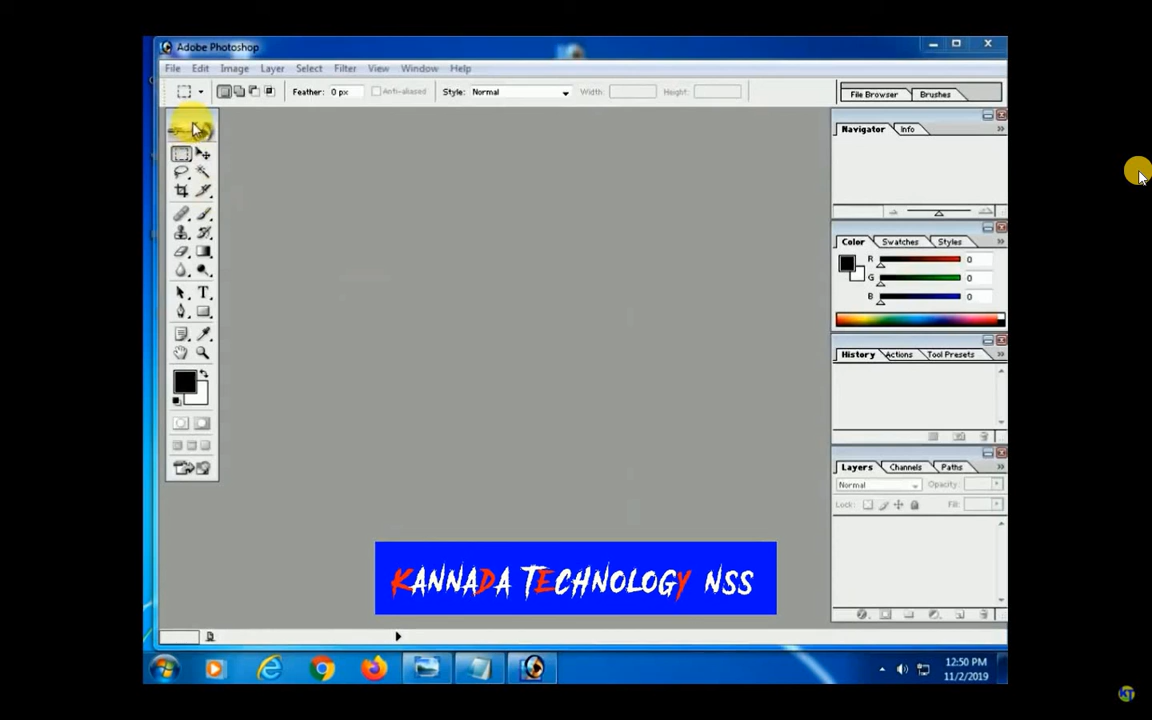 Adobe Photoshop
File Edit Image Layer Select Filter View Window Help
Feather: 0 px Anti-aliased Style: Normal Width: Height: File Browser Brushes
Navigator Info
Color Swatches Styles
R 0
G 0
B 0
History Actions Tool Presets
Layers Channels Paths
Normal Opacity:
Lock: Fill:
KANNADA TECHNOLOGY NSS
12:50 PM
11/2/2019
KT